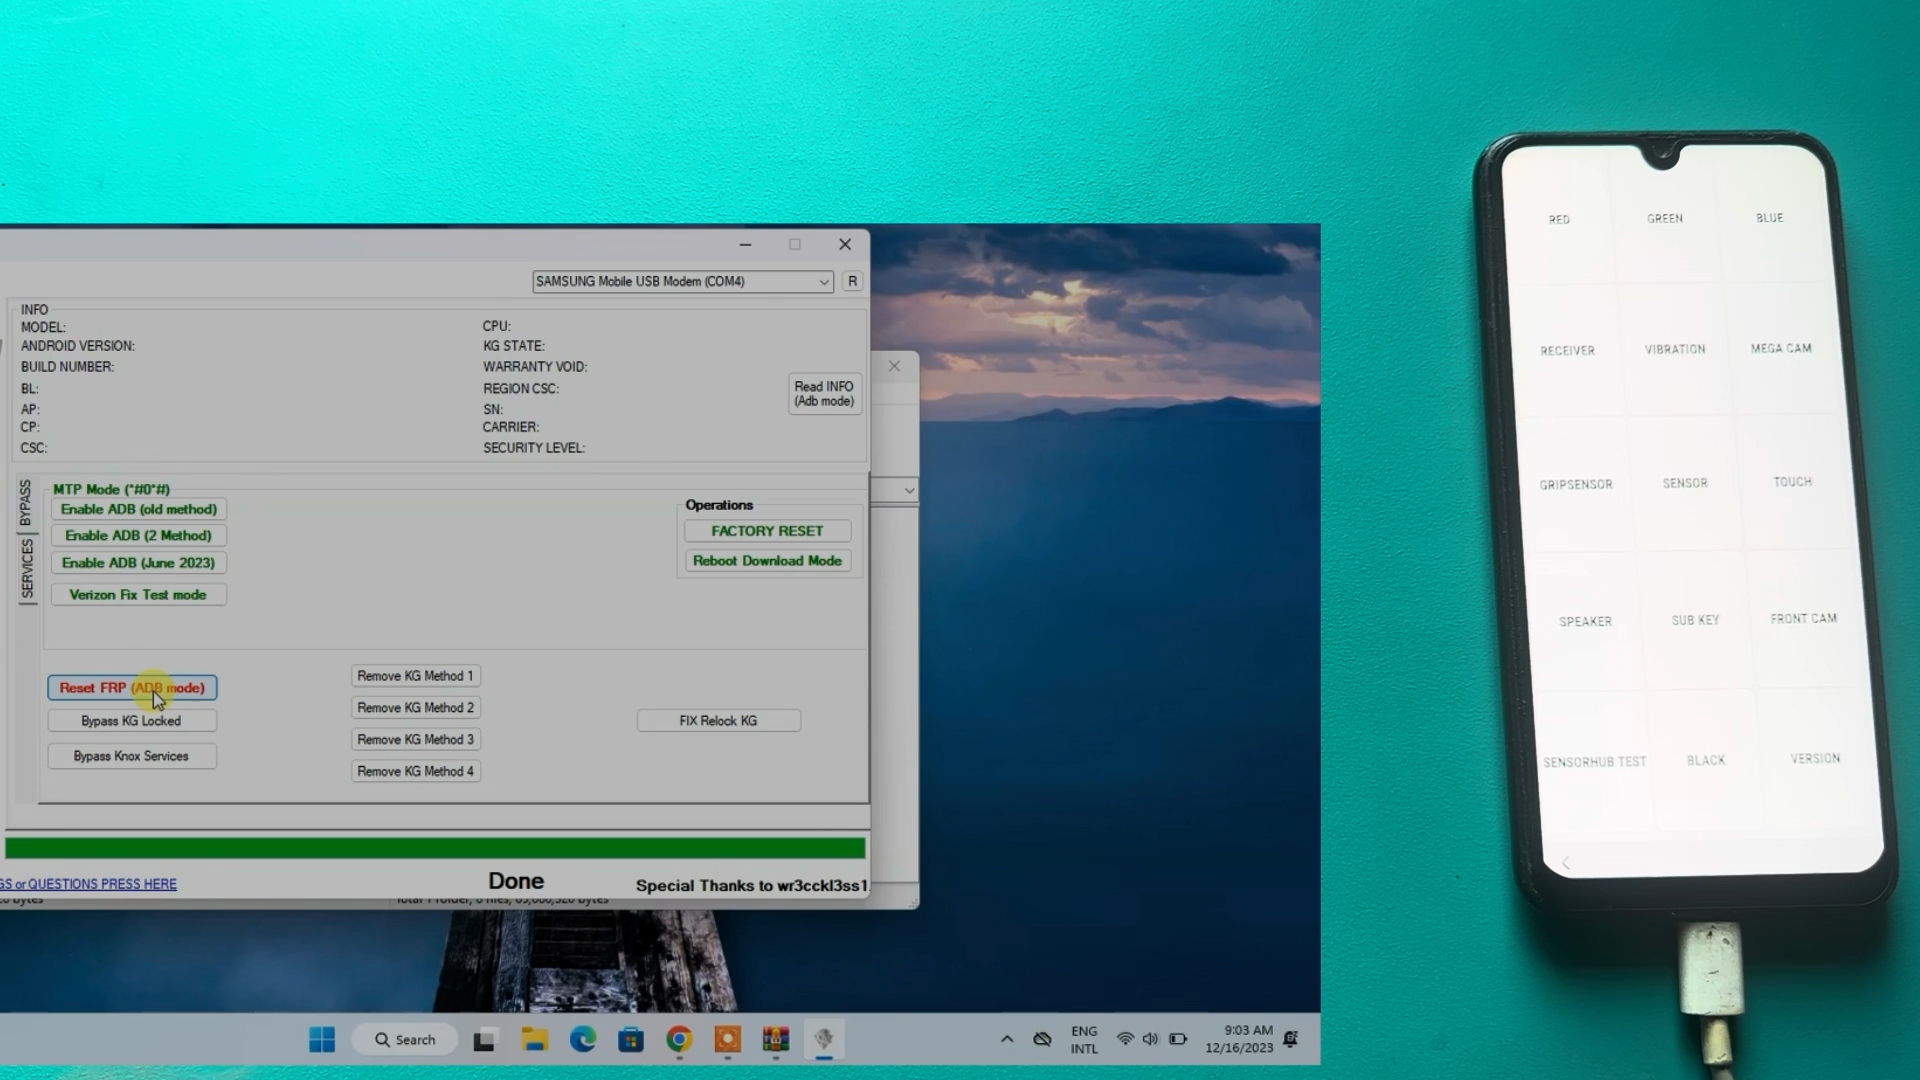 SAMSUNG Mobile USB Modem (COM4)
R
INFO
MODEL:
ANDROID VERSION:
BUILD NUMBER:
BL:
AP:
CP:
CSC:
CPU:
KG STATE:
WARRANTY VOID:
REGION CSC:
SN:
CARRIER:
SECURITY LEVEL:
Read INFO
(Adb mode)
BYPASS
SERVICES
MTP Mode (*#0*#)
Enable ADB (old method)
Enable ADB (2 Method)
Enable ADB (June 2023)
Verizon Fix Test mode
Operations
FACTORY RESET
Reboot Download Mode
Reset FRP (ADB mode)
Bypass KG Locked
Bypass Knox Services
Remove KG Method 1
Remove KG Method 2
Remove KG Method 3
Remove KG Method 4
FIX Relock KG
GS or QUESTIONS PRESS HERE
Done
Special Thanks to wr3cckl3ss1
bytes
Search
ENG
INTL
9:03 AM
12/16/2023
RED GREEN BLUE
RECEIVER VIBRATION MEGA CAM
GRIPSENSOR SENSOR TOUCH
SPEAKER SUB KEY FRONT CAM
SENSORHUB TEST BLACK VERSION